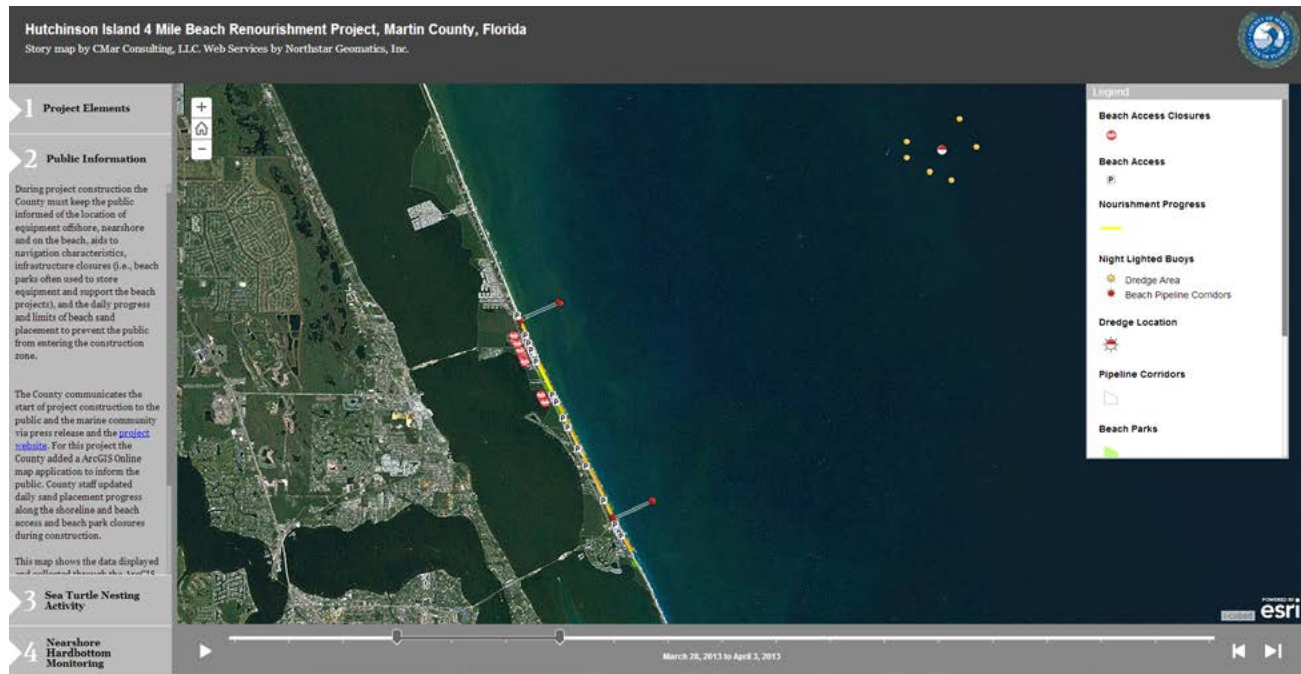 Hutchinson Island 4 Mile Beach Renourishment Project, Martin County, Florida
Story map by CMar Consulting, LLC. Web Services by Northstar Geomatics, Inc.
1 Project Elements
2 Public Information
During project construction the
County must keep the public
informed of the location of
equipment offshore, nearshore
and on the beach, aids to
navigation characteristics,
infrastructure closures (i.e., beach
parks often used to store
equipment and support the beach
projects), and the daily progress
and limits of beach sand
placement to prevent the public
from entering the construction
zone.
The County communicates the
start of project construction to the
public and the marine community
via press release and the project
website. For this project the
County added a ArcGIS Online
map application to inform the
public. County staff updated
daily sand placement progress
along the shoreline and beach
access and beach park closures
during construction.
This map shows the data displayed
and collected through the ArcGIS
3 Sea Turtle Nesting
Activity
4 Nearshore
Hardbottom
Monitoring
Legend
Beach Access Closures
Beach Access
P
Nourishment Progress
Night Lighted Buoys
Dredge Area
Beach Pipeline Corridors
Dredge Location
Pipeline Corridors
Beach Parks
POWERED BY
esri
March 28, 2013 to April 3, 2013